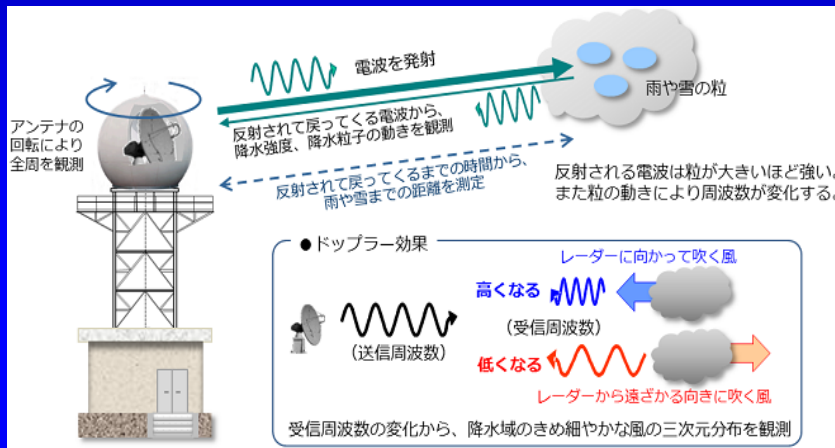 電波を発射
雨や雪の粒
アンテナの
回転により
全周を観測
反射されて戻ってくる電波から、
降水強度、降水粒子の動きを観測
反射されて戻ってくるまでの時間から、
雨や雪までの距離を測定
反射される電波は粒が大きいほど強い。
また粒の動きにより周波数が変化する。
●ドップラー効果
レーダーに向かって吹く風
高くなる
(送信周波数)
(受信周波数)
低くなる
レーダーから遠ざかる向きに吹く風
受信周波数の変化から、降水域のきめ細やかな風の三次元分布を観測